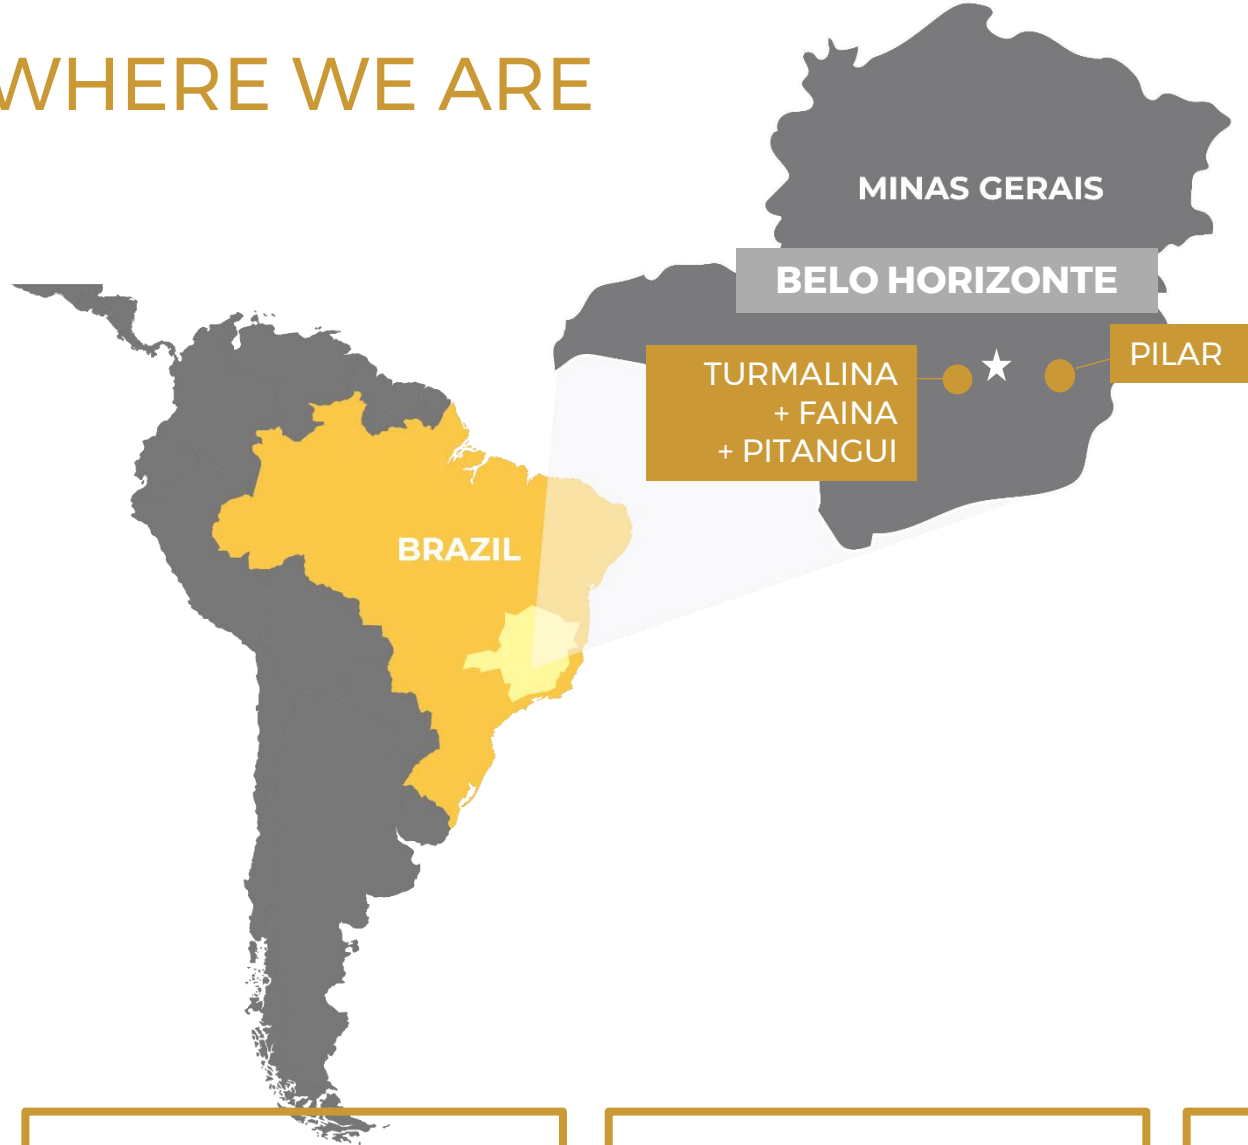 WHERE WE ARE
MINAS GERAIS
BELO HORIZONTE
TURMALINA
+ FAINA
+ PITANGUI
PILAR
BRAZIL